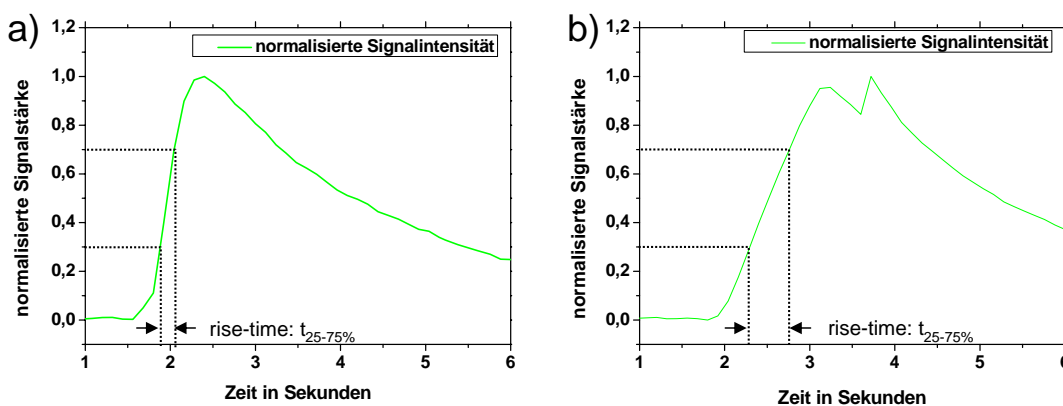 a)
normalisierte Signalintensität
normalisierte Signalstärke
1,2
1,0
0,8
0,6
0,4
0,2
0,0
rise-time: t25-75%
1 2 3 4 5 6
Zeit in Sekunden
b)
normalisierte Signalintensität
normalisierte Signalstärke
1,2
1,0
0,8
0,6
0,4
0,2
0,0
rise-time: t25-75%
1 2 3 4 5 6
Zeit in Sekunden